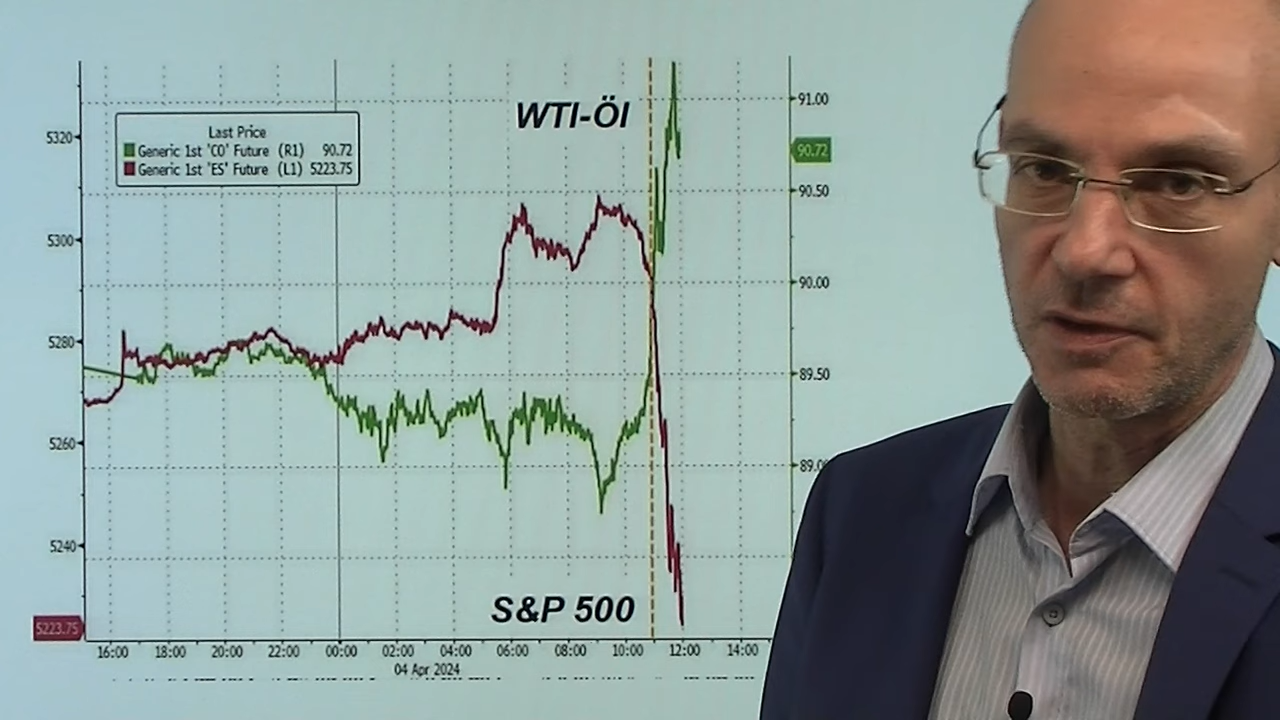 WTI-ÖI
Last Price
Generic 1st 'CO' Future (R1) 90.72
Generic 1st 'ES' Future (L1) 5223.75
5320
5300
5280
5260
5240
5223.75
91.00
90.72
90.50
90.00
89.50
89.0
S&P 500
16:00 18:00 20:00 22:00 00:00 02:00 04:00 06:00 08:00 10:00 12:00 14:00
04 Apr 2024